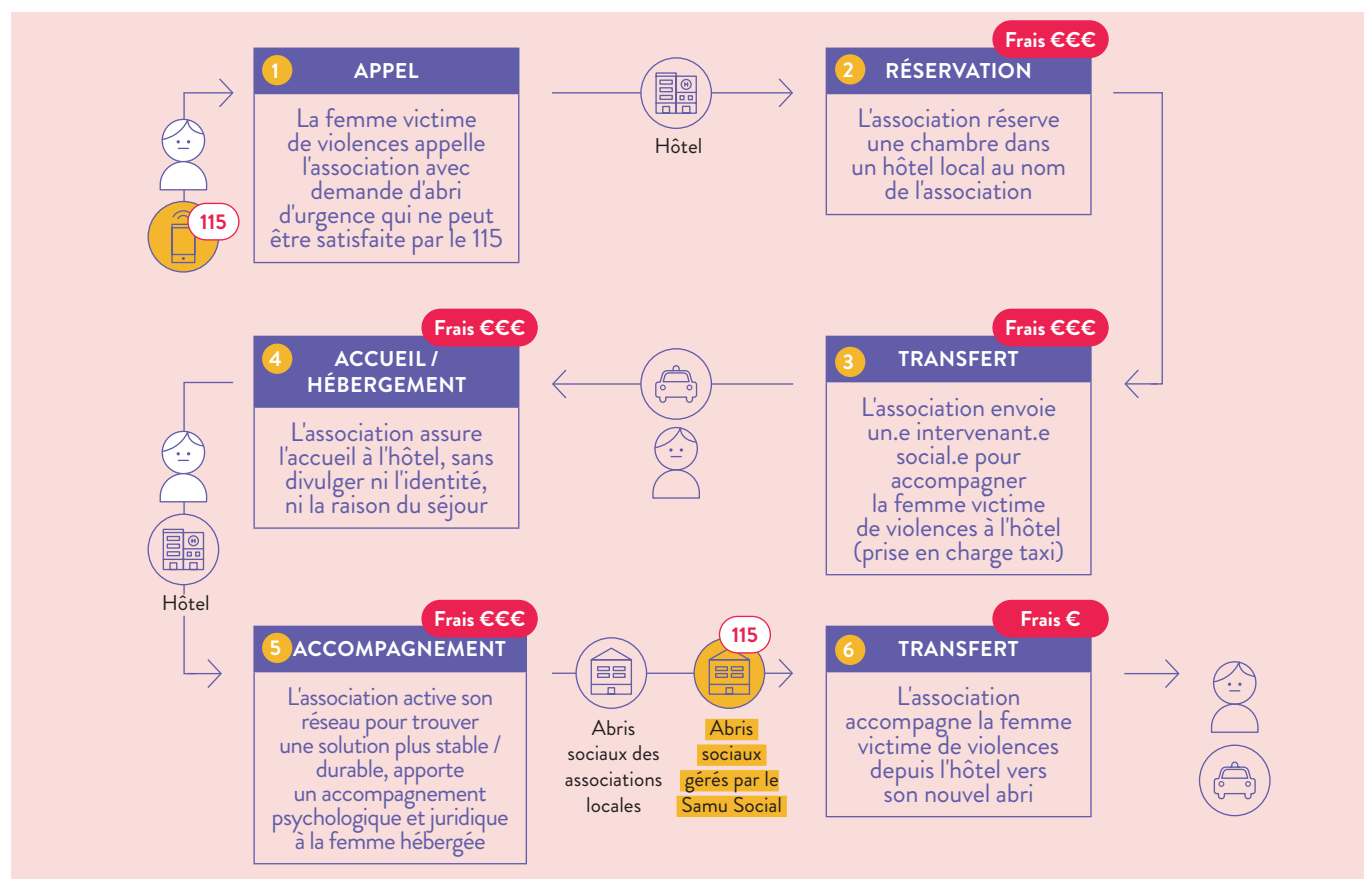 1
APPEL
La femme victime
de violences appelle
l'association avec
demande d'abri
d'urgence qui ne peut
être satisfaite par le 115
115
Hôtel
Frais €€€
2
RÉSERVATION
L'association réserve
une chambre dans
un hôtel local au nom
de l'association
Frais €€€
3
TRANSFERT
L'association envoie
un.e intervenant.e
social.e pour
accompagner
la femme victime
de violences à l'hôtel
(prise en charge taxi)
Frais €€€
4
ACCUEIL /
HÉBERGEMENT
L'association assure
l'accueil à l'hôtel, sans
divulger ni l'identité,
ni la raison du séjour
H
Hôtel
Frais €€€
5
ACCOMPAGNEMENT
L'association active son
réseau pour trouver
une solution plus stable /
durable, apporte
un accompagnement
psychologique et juridique
à la femme hébergée
Abris
sociaux des
associations
locales
115
Abris
sociaux
gérés par le
Samu Social
Frais €
6
TRANSFERT
L'association
accompagne la femme
victime de violences
depuis l'hôtel vers
son nouvel abri